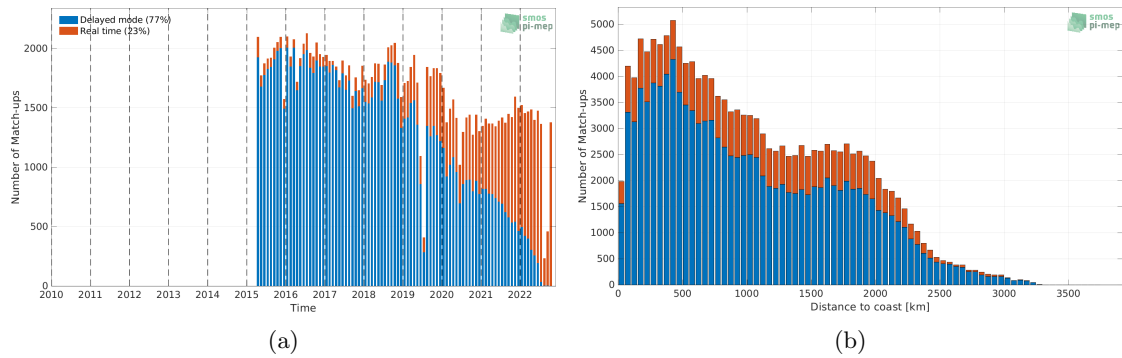 Delayed mode (77%)
Real time (23%)
smos
pi-mep
2000
1500
1000
500
0
Number of Match-ups
2010 2011 2012 2013 2014 2015 2016 2017 2018 2019 2020 2021 2022
Time
(a)
smos
pi-mep
5000
4500
4000
3500
3000
2500
2000
1500
1000
500
0
Number of Match-ups
0 500 1000 1500 2000 2500 3000 3500
Distance to coast [km]
(b)